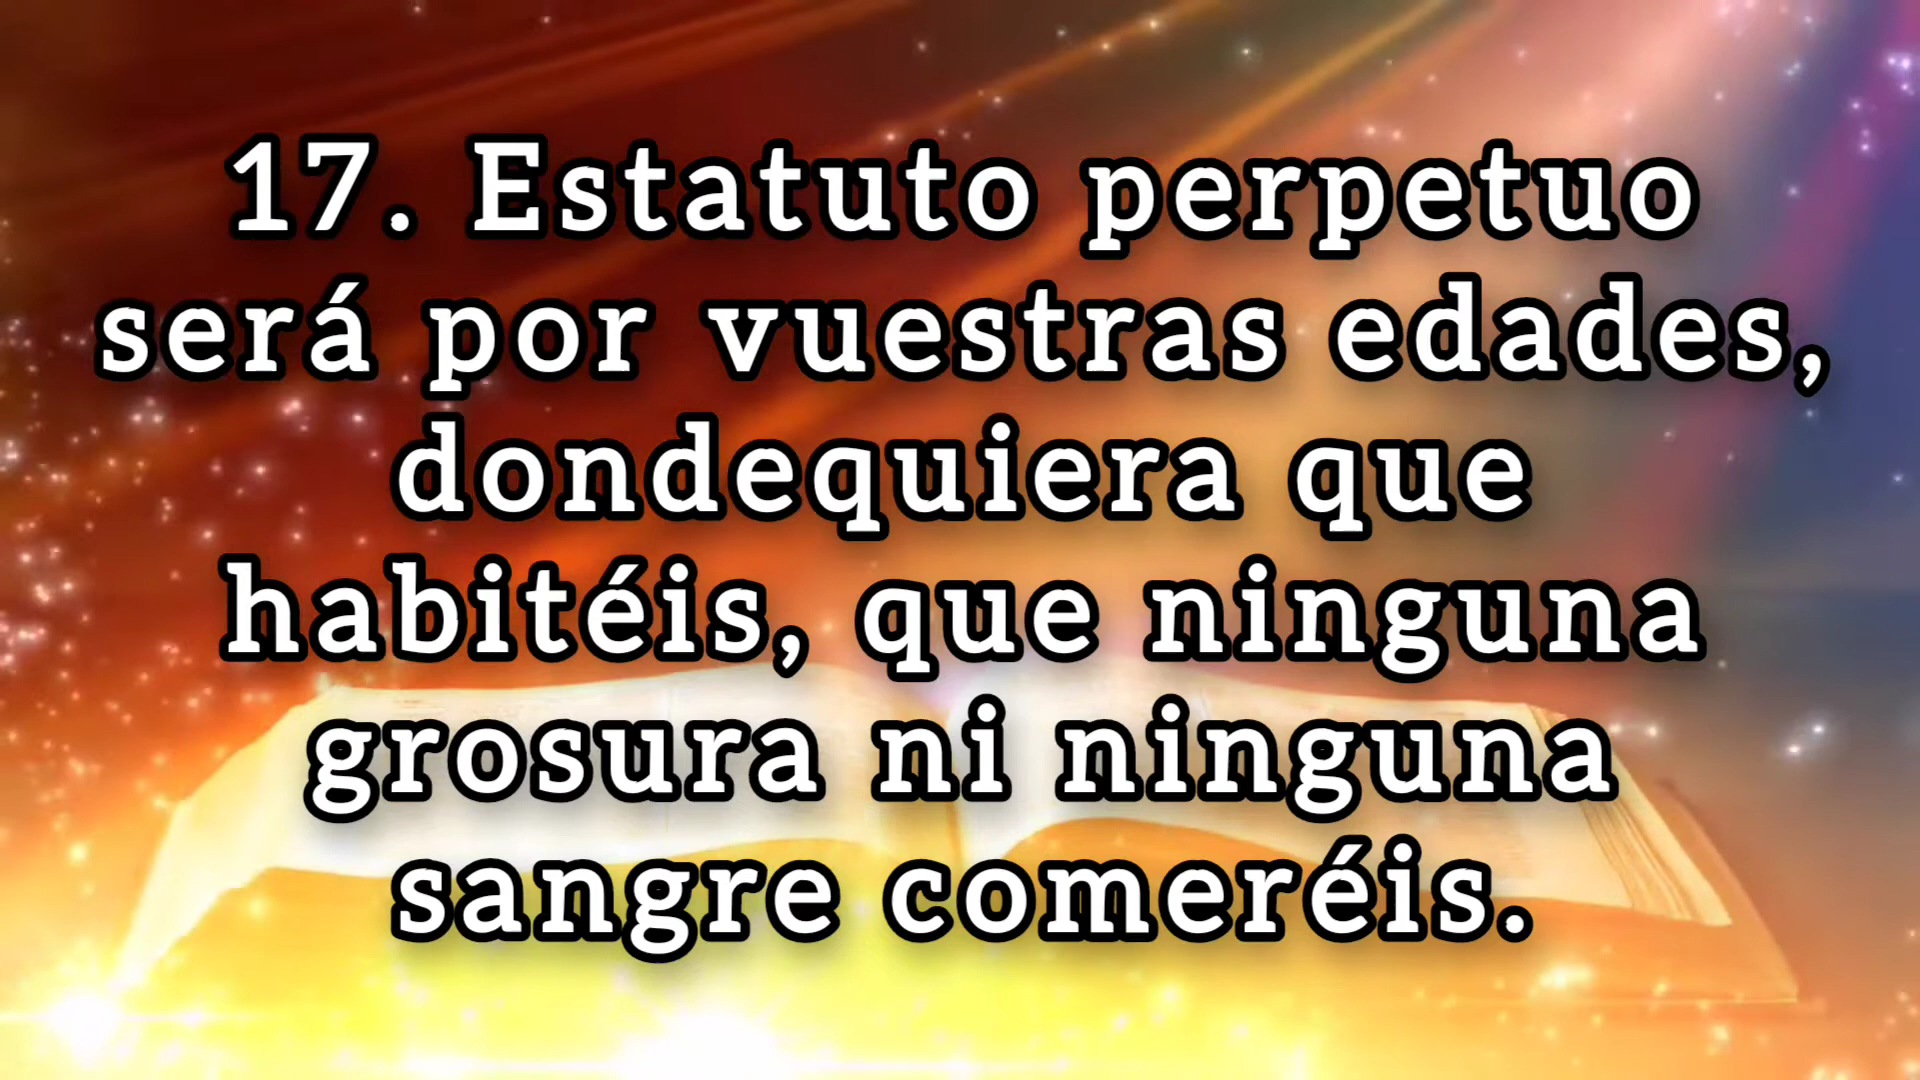 17. Estatuto perpetuo
será por vuestras edades,
dondequiera que
habitéis, que ninguna
grosura ni ninguna
sangre comeréis.